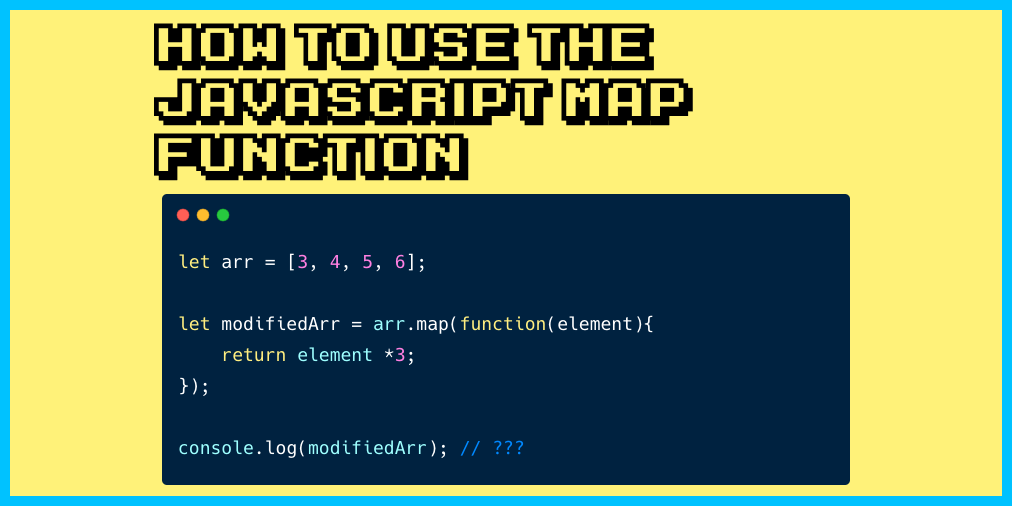 HOW TO USE THE
JAVASCRIPT MAP
FUNCTION
let arr = [3, 4, 5, 6];
let modifiedArr = arr.map(function(element){
    return element *3;
});
console.log(modifiedArr); // ???